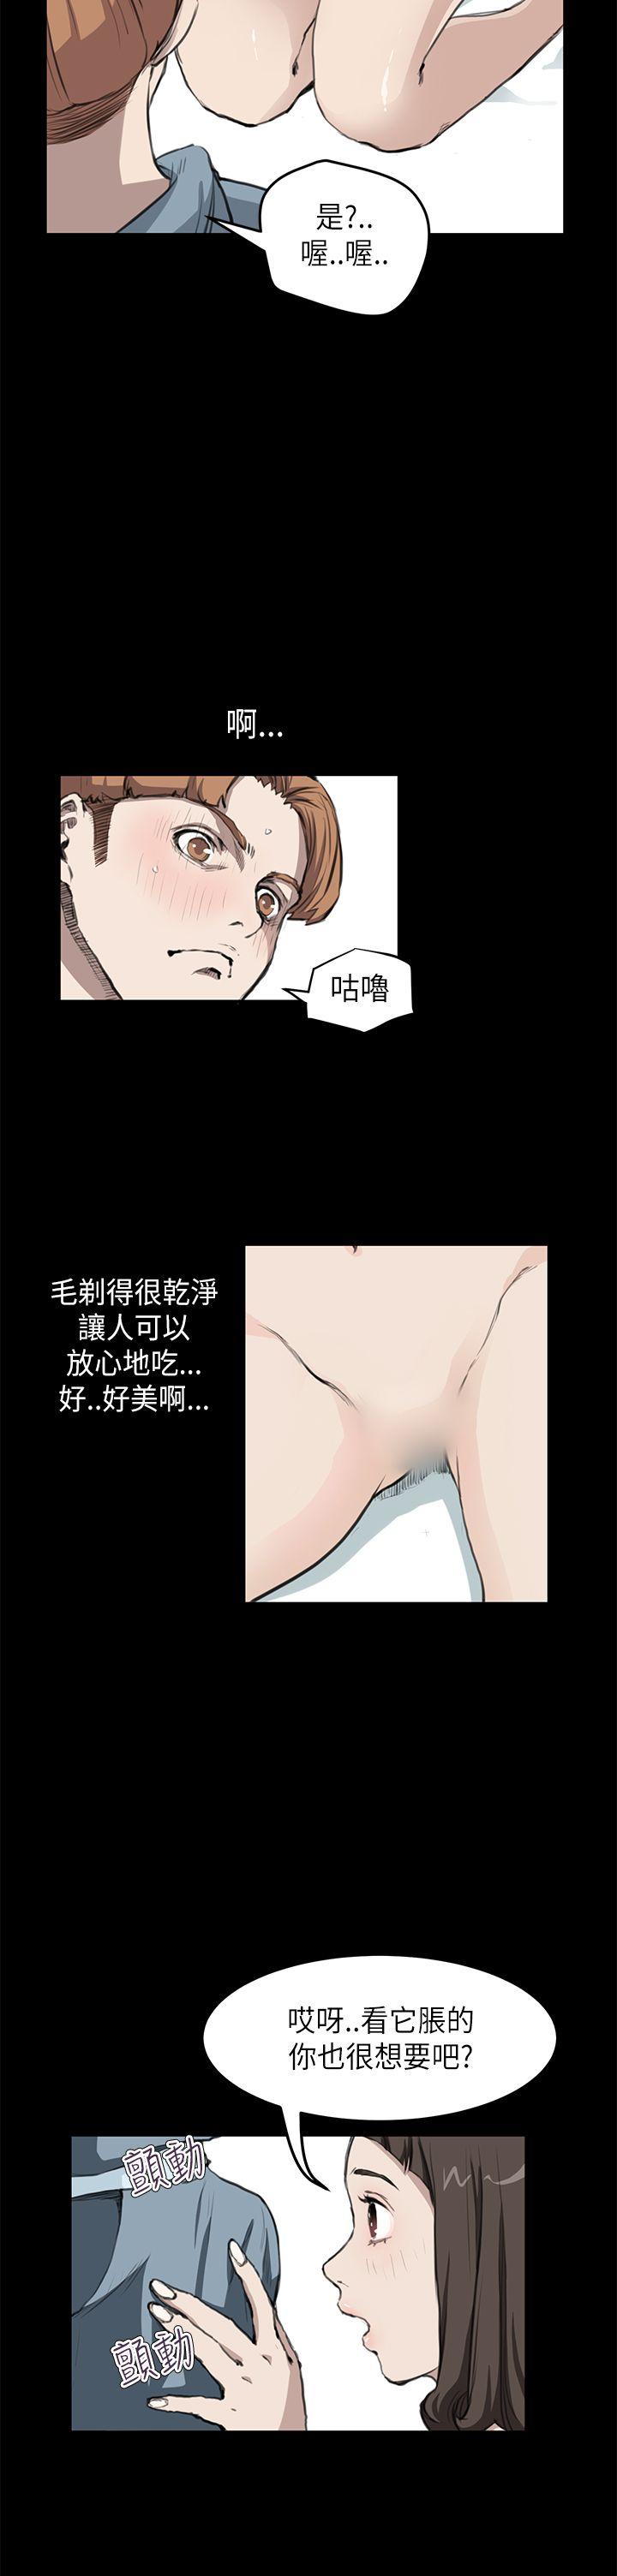 是?..
喔..喔..
啊...
咕嚕
毛剃得很乾淨
讓人可以
放心地吃...
好..好美啊...
哎呀..看它脹的
你也很想要吧?
顫動
顫動